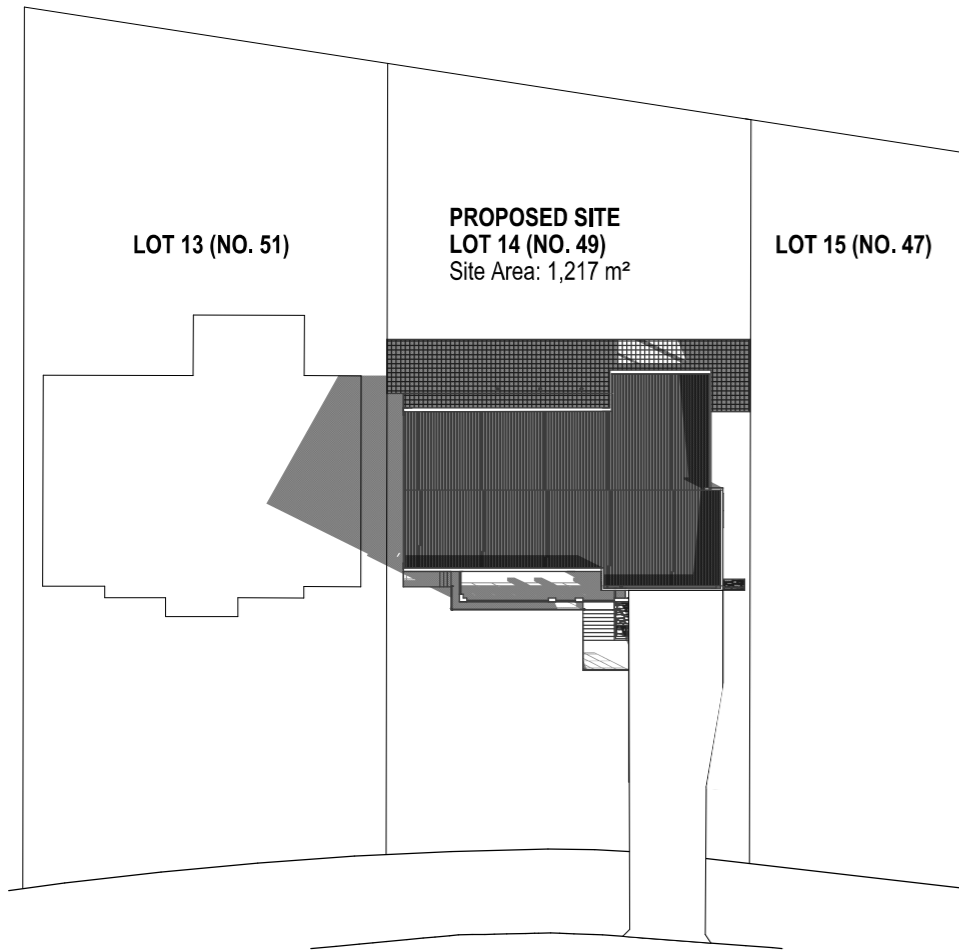 LOT 13 (NO. 51)
PROPOSED SITE
LOT 14 (NO. 49)
Site Area: 1,217 m²
LOT 15 (NO. 47)